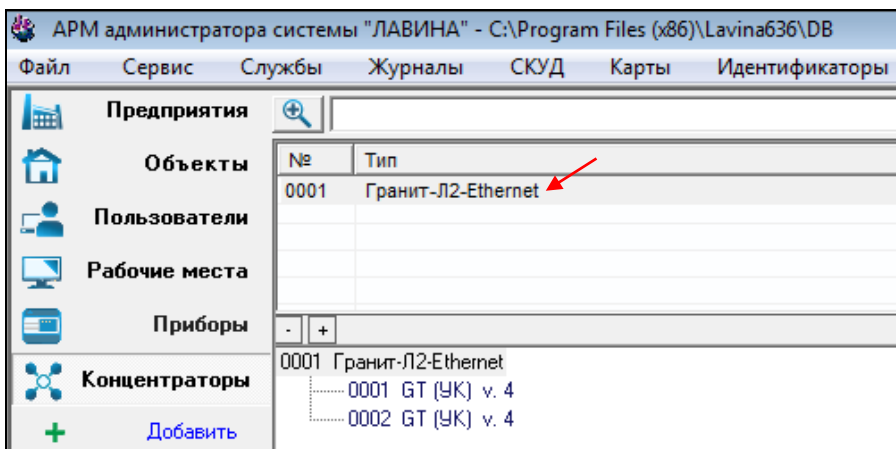 АРМ администратора системы "ЛАВИНА" - C:\Program Files (x86)\Lavina636\DB
Файл Сервис Службы Журналы СКУД Карты Идентификаторы
Предприятия
Объекты
Пользователи
Рабочие места
Приборы
Концентраторы
Добавить
№ Тип
0001 Гранит-Л2-Ethernet
- +
0001 Гранит-Л2-Ethernet
0001 GT (УК) v. 4
0002 GT (УК) v. 4